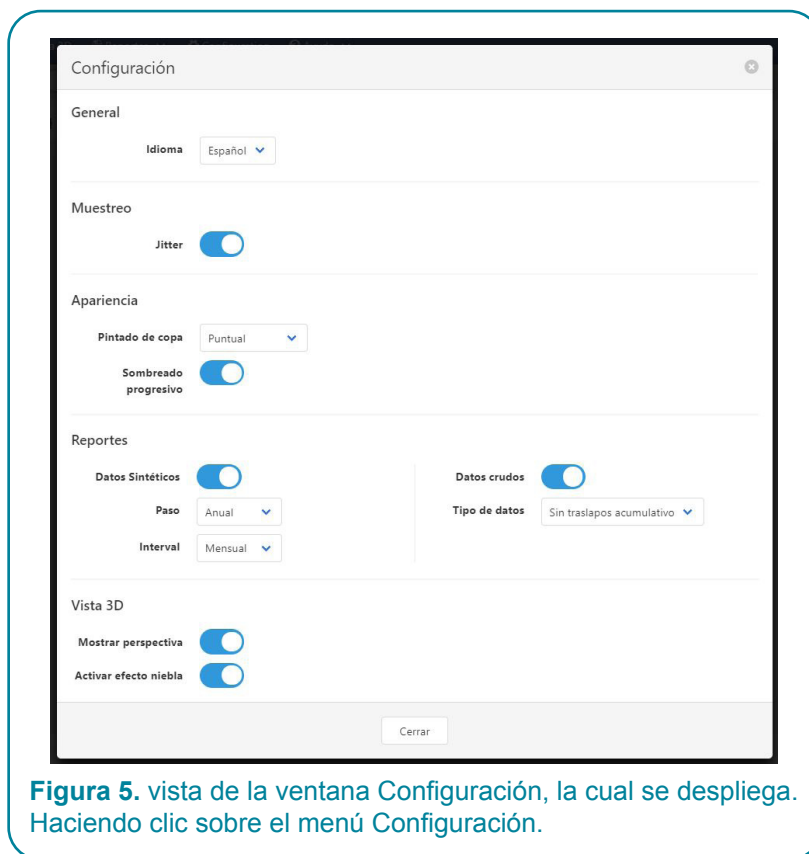 Configuración
General
Idioma Español
Muestreo
Jitter
Apariencia
Pintado de copa Puntual
Sombreado
progresivo
Reportes
Datos Sintéticos Datos crudos
Paso Anual Tipo de datos Sin traslapos acumulativo
Interval Mensual
Vista 3D
Mostrar perspectiva
Activar efecto niebla
Cerrar
Figura 5. vista de la ventana Configuración, la cual se despliega.
Haciendo clic sobre el menú Configuración.